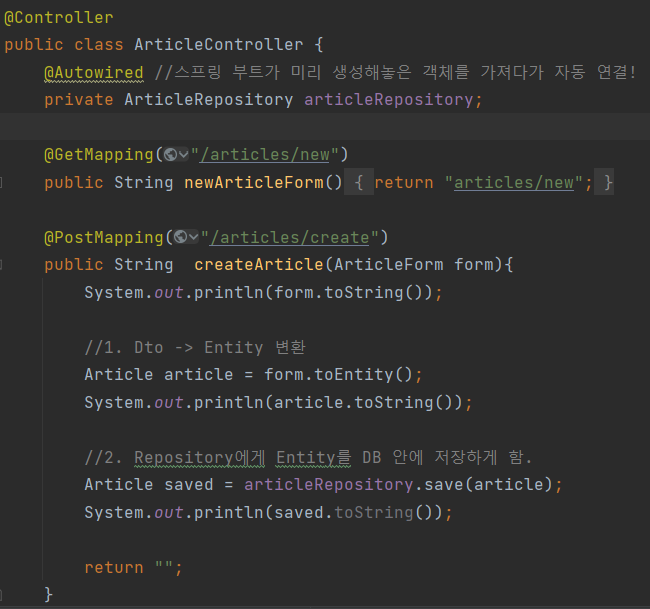 @Controller
public class ArticleController {
@Autowired //스프링 부트가 미리 생성해놓은 객체를 가져다가 자동 연결!
private ArticleRepository articleRepository;
@GetMapping("/articles/new")
public String newArticleForm() { return "articles/new"; }
@PostMapping("/articles/create")
public String  createArticle(ArticleForm form){
System.out.println(form.toString());
//1. Dto -> Entity 변환
Article article = form.toEntity();
System.out.println(article.toString());
//2. Repository에게 Entity를 DB 안에 저장하게 함.
Article saved = articleRepository.save(article);
System.out.println(saved.toString());
return "";
}